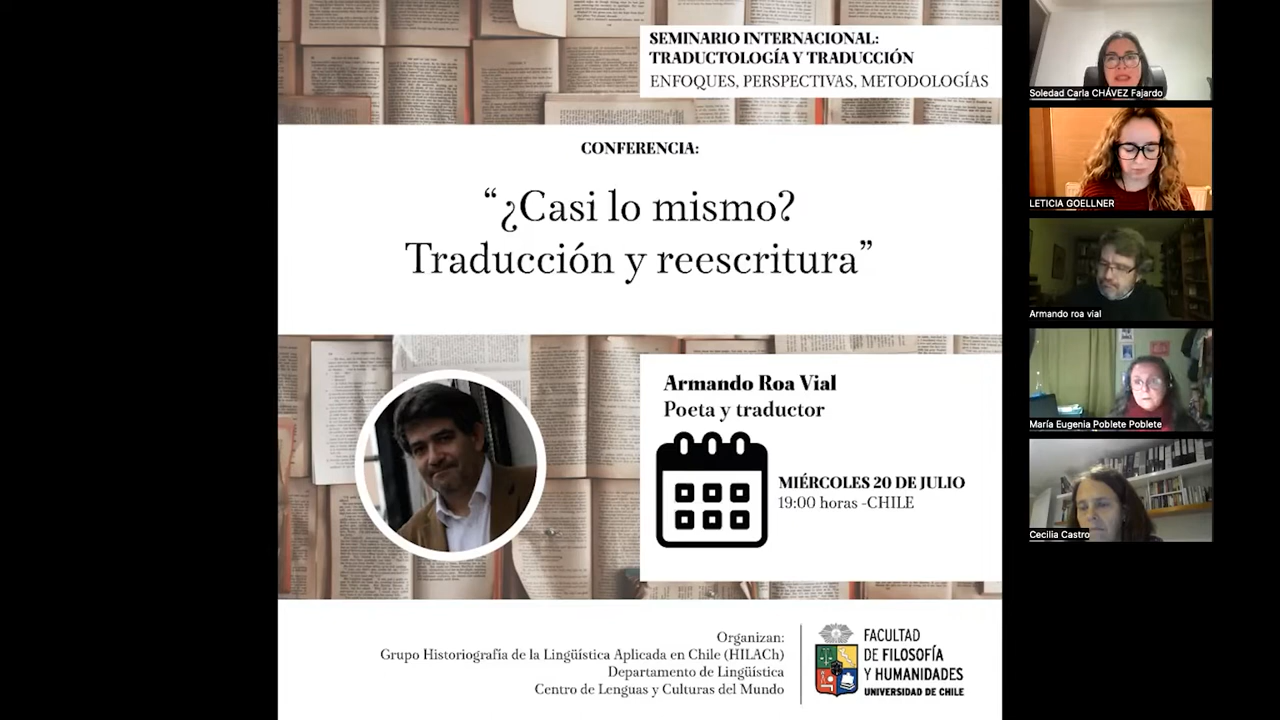 SEMINARIO INTERNACIONAL:
TRADUCTOLOGÍA Y TRADUCCIÓN
ENFOQUES, PERSPECTIVAS, METODOLOGÍAS
CONFERENCIA:
“¿Casi lo mismo?
Traducción y reescritura”
Armando Roa Vial
Poeta y traductor
MIÉRCOLES 20 DE JULIO
19:00 horas -CHILE
Organizan:
Grupo Historiografía de la Lingüística Aplicada en Chile (HILACh)
Departamento de Lingüística
Centro de Lenguas y Culturas del Mundo
FACULTAD
DE FILOSOFÍA
Y HUMANIDADES
UNIVERSIDAD DE CHILE
Soledad Carla CHÁVEZ Fajardo
LETICIA GOELLNER
Armando roa vial
María Eugenia Poblete Poblete
Cecilia Castro